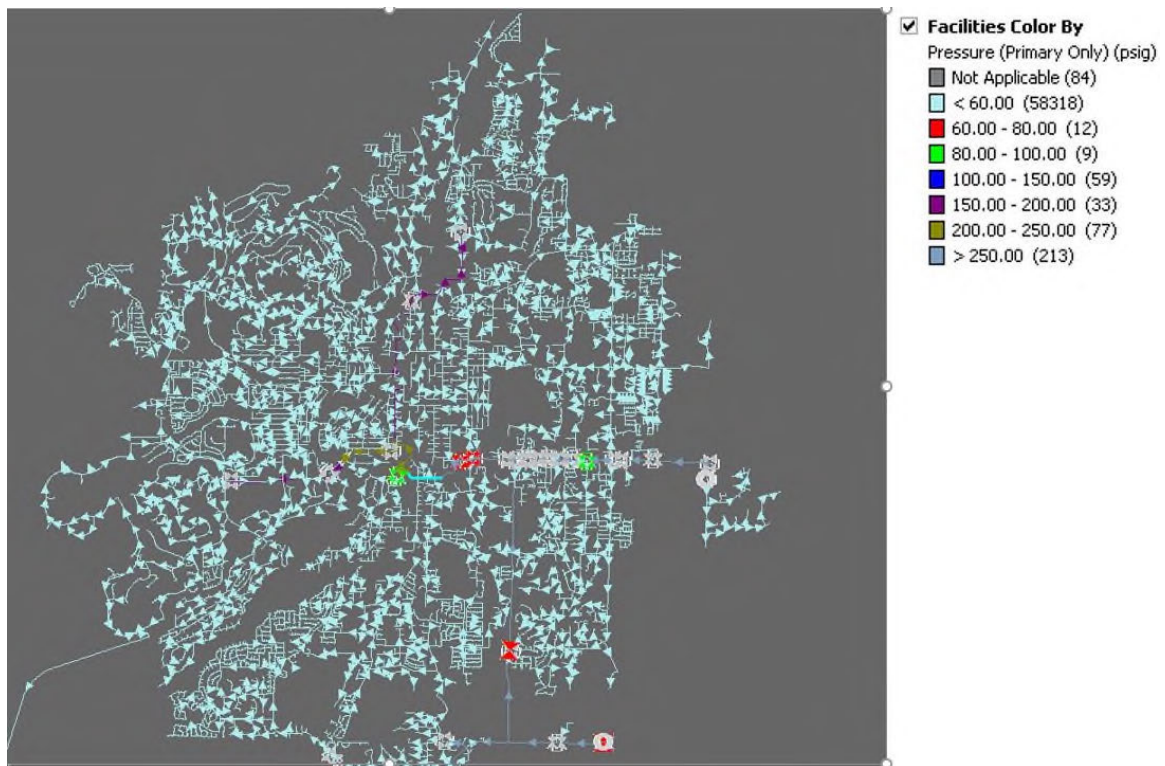 Facilities Color By
Pressure (Primary Only) (psig)
Not Applicable (84)
< 60.00 (58318)
60.00 - 80.00 (12)
80.00 - 100.00 (9)
100.00 - 150.00 (59)
150.00 - 200.00 (33)
200.00 - 250.00 (77)
> 250.00 (213)